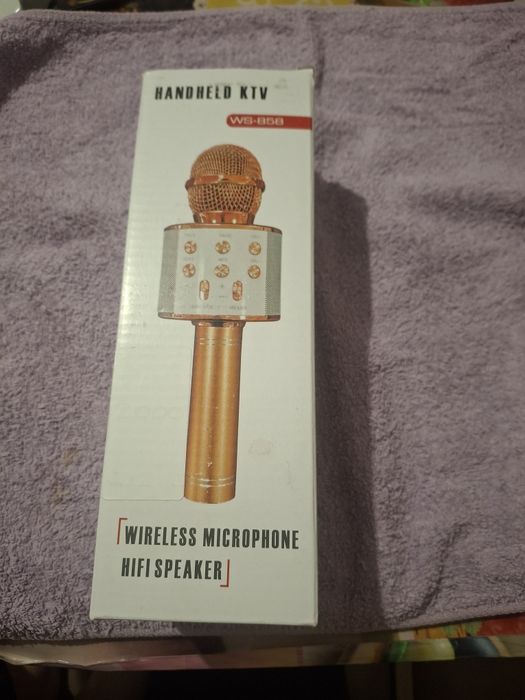 HANDHELD KTV
WS-858
WIRELESS MICROPHONE
HIFI SPEAKER